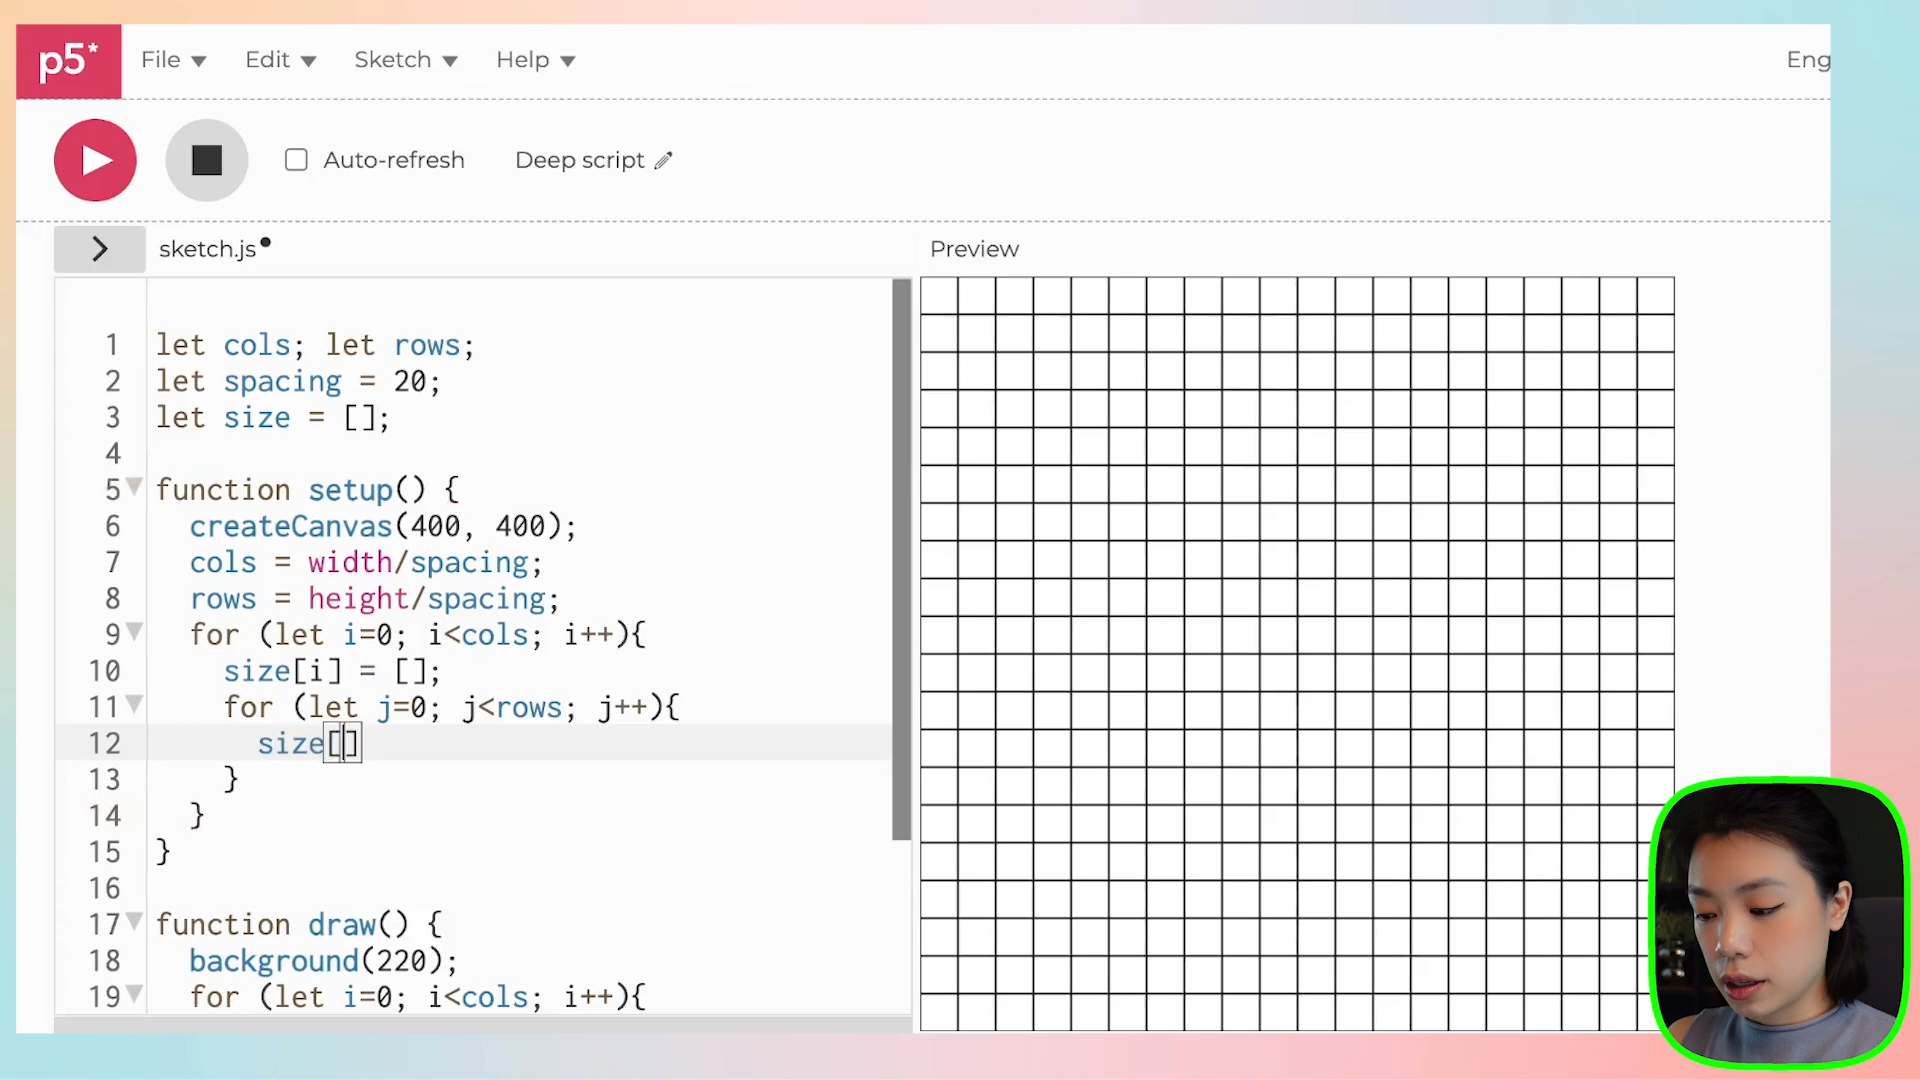 p5*
File Edit Sketch Help Eng
Auto-refresh Deep script
sketch.js Preview
1 let cols; let rows;
2 let spacing = 20;
3 let size = [];
4
5 function setup() {
6 createCanvas(400, 400);
7 cols = width/spacing;
8 rows = height/spacing;
9 for (let i=0; i<cols; i++){
10 size[i] = [];
11 for (let j=0; j<rows; j++){
12 size[]
13 }
14 }
15 }
16
17 function draw() {
18 background(220);
19 for (let i=0; i<cols; i++){